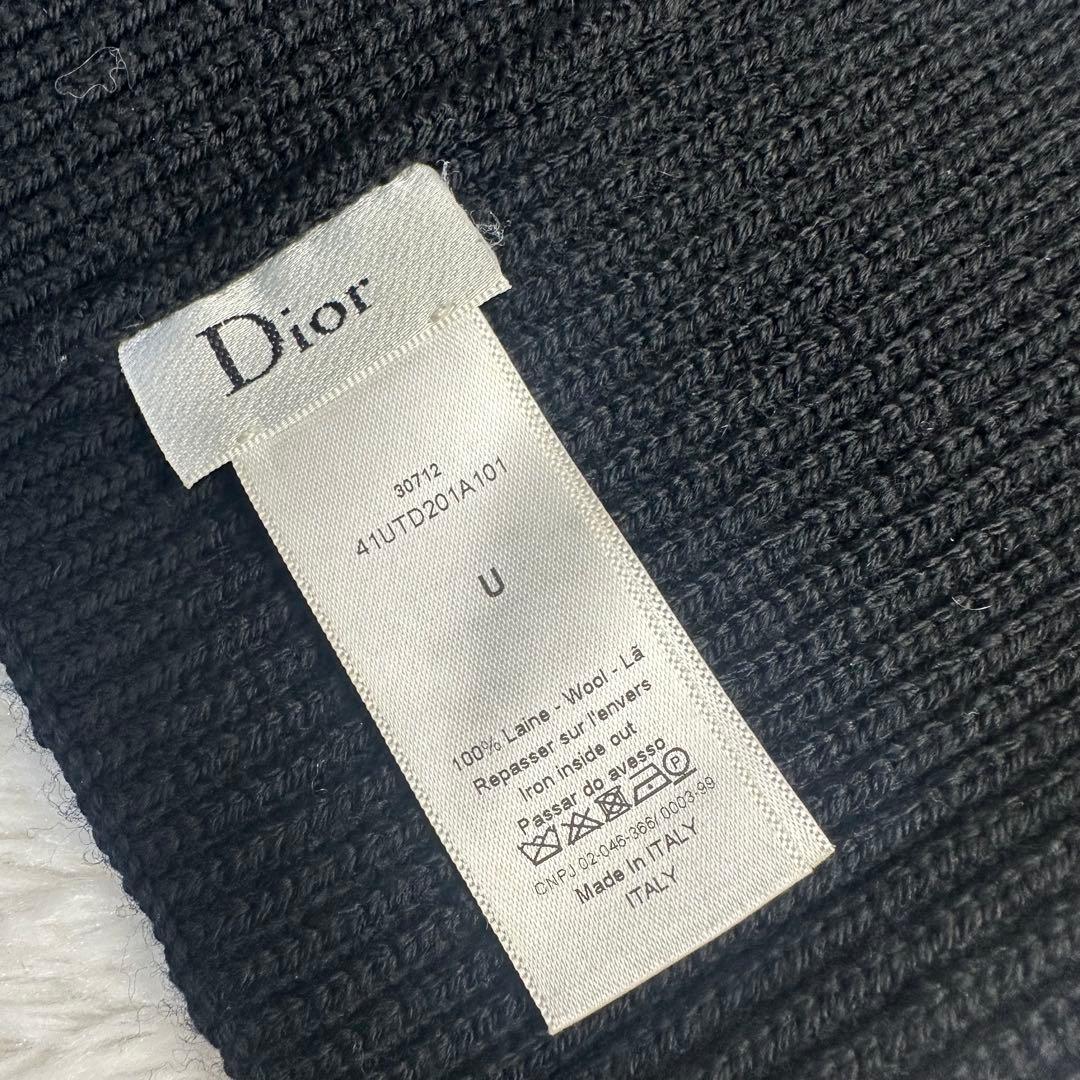 Dior
30712
41UTD201A101
U
100% Laine - Wool - Lã
Repasser sur l'envers
Iron inside out
Passar do avesso
P
CNPJ 02-046-366/ 0003-99
Made In ITALY
ITALY